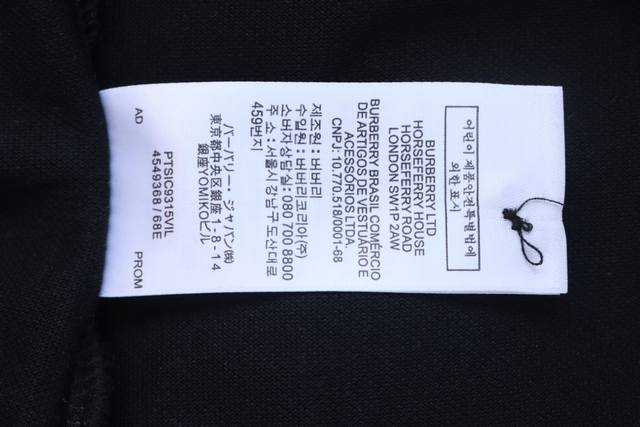 어린이 제품안전특별법에
의한 표시
BURBERRY LTD
HORSEFERRY HOUSE
HORSEFERRY ROAD
LONDON SW1P 2AW
BURBERRY BRASIL COMÉRCIO
DE ARTIGOS DE VESTUÁRIO E
ACESSÓRIOS LTDA.
CNPJ: 10.770.518/0001-68
제조원 : 버버리
수입원 : 버버리코리아(주)
소비자상담실: 080 700 8800
주 소 : 서울시 강남구 도산대로
459번지
バーバリー・ジャパン㈱
東京都中央区銀座 1 - 8 - 14
銀座YOMIKOビル
PTSIC9315VIL
4549368 / 68E
AD
PROM